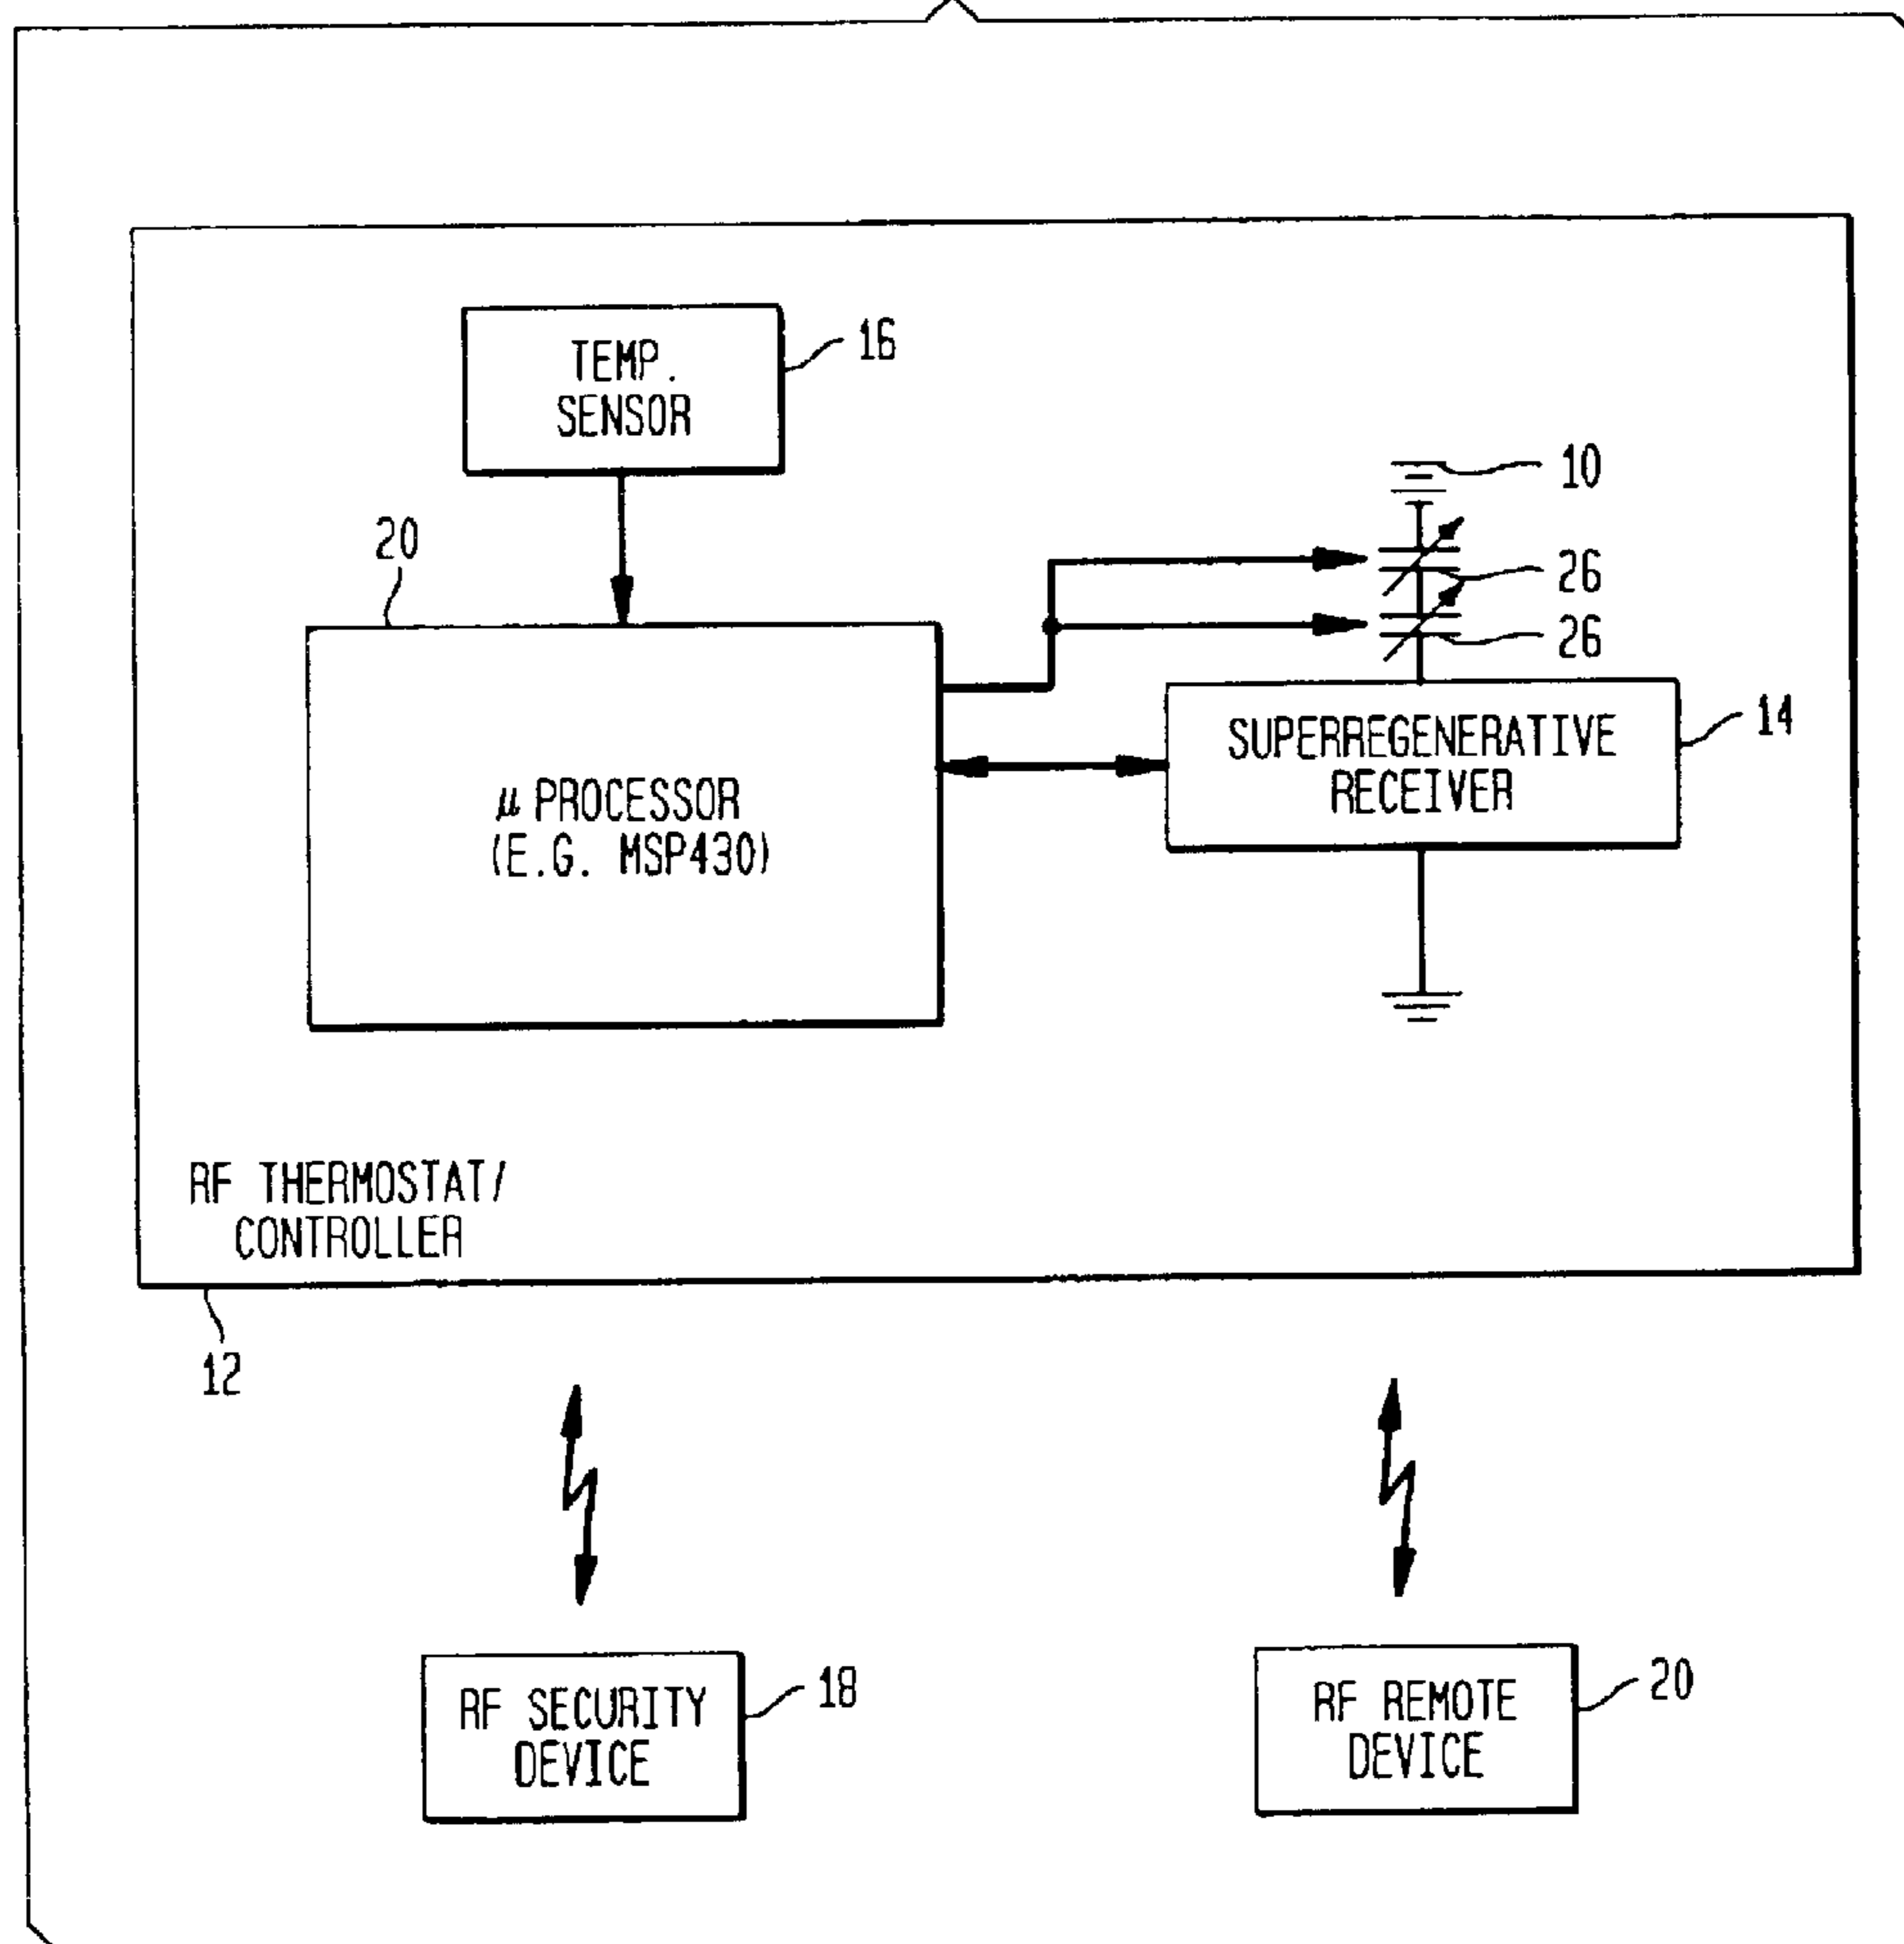 TEMP.
SENSOR
16
10
20
26
26
SUPERREGENERATIVE
RECEIVER
14
μ PROCESSOR
(E.G. MSP430)
RF THERMOSTAT/
CONTROLLER
12
RF SECURITY
DEVICE
18
RF REMOTE
DEVICE
20